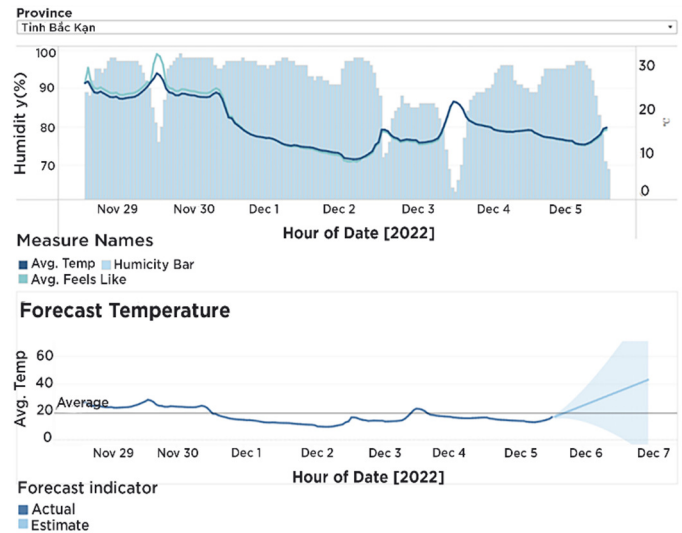 Province
Tỉnh Bắc Kạn
100
90
80
70
Humidit y(%)
30
20
10
0
°C
Nov 29 Nov 30 Dec 1 Dec 2 Dec 3 Dec 4 Dec 5
Hour of Date [2022]
Measure Names
Avg. Temp Humicity Bar
Avg. Feels Like
Forecast Temperature
Avg. Temp
60
40
20
0
Average
Nov 29 Nov 30 Dec 1 Dec 2 Dec 3 Dec 4 Dec 5 Dec 6 Dec 7
Hour of Date [2022]
Forecast indicator
Actual
Estimate